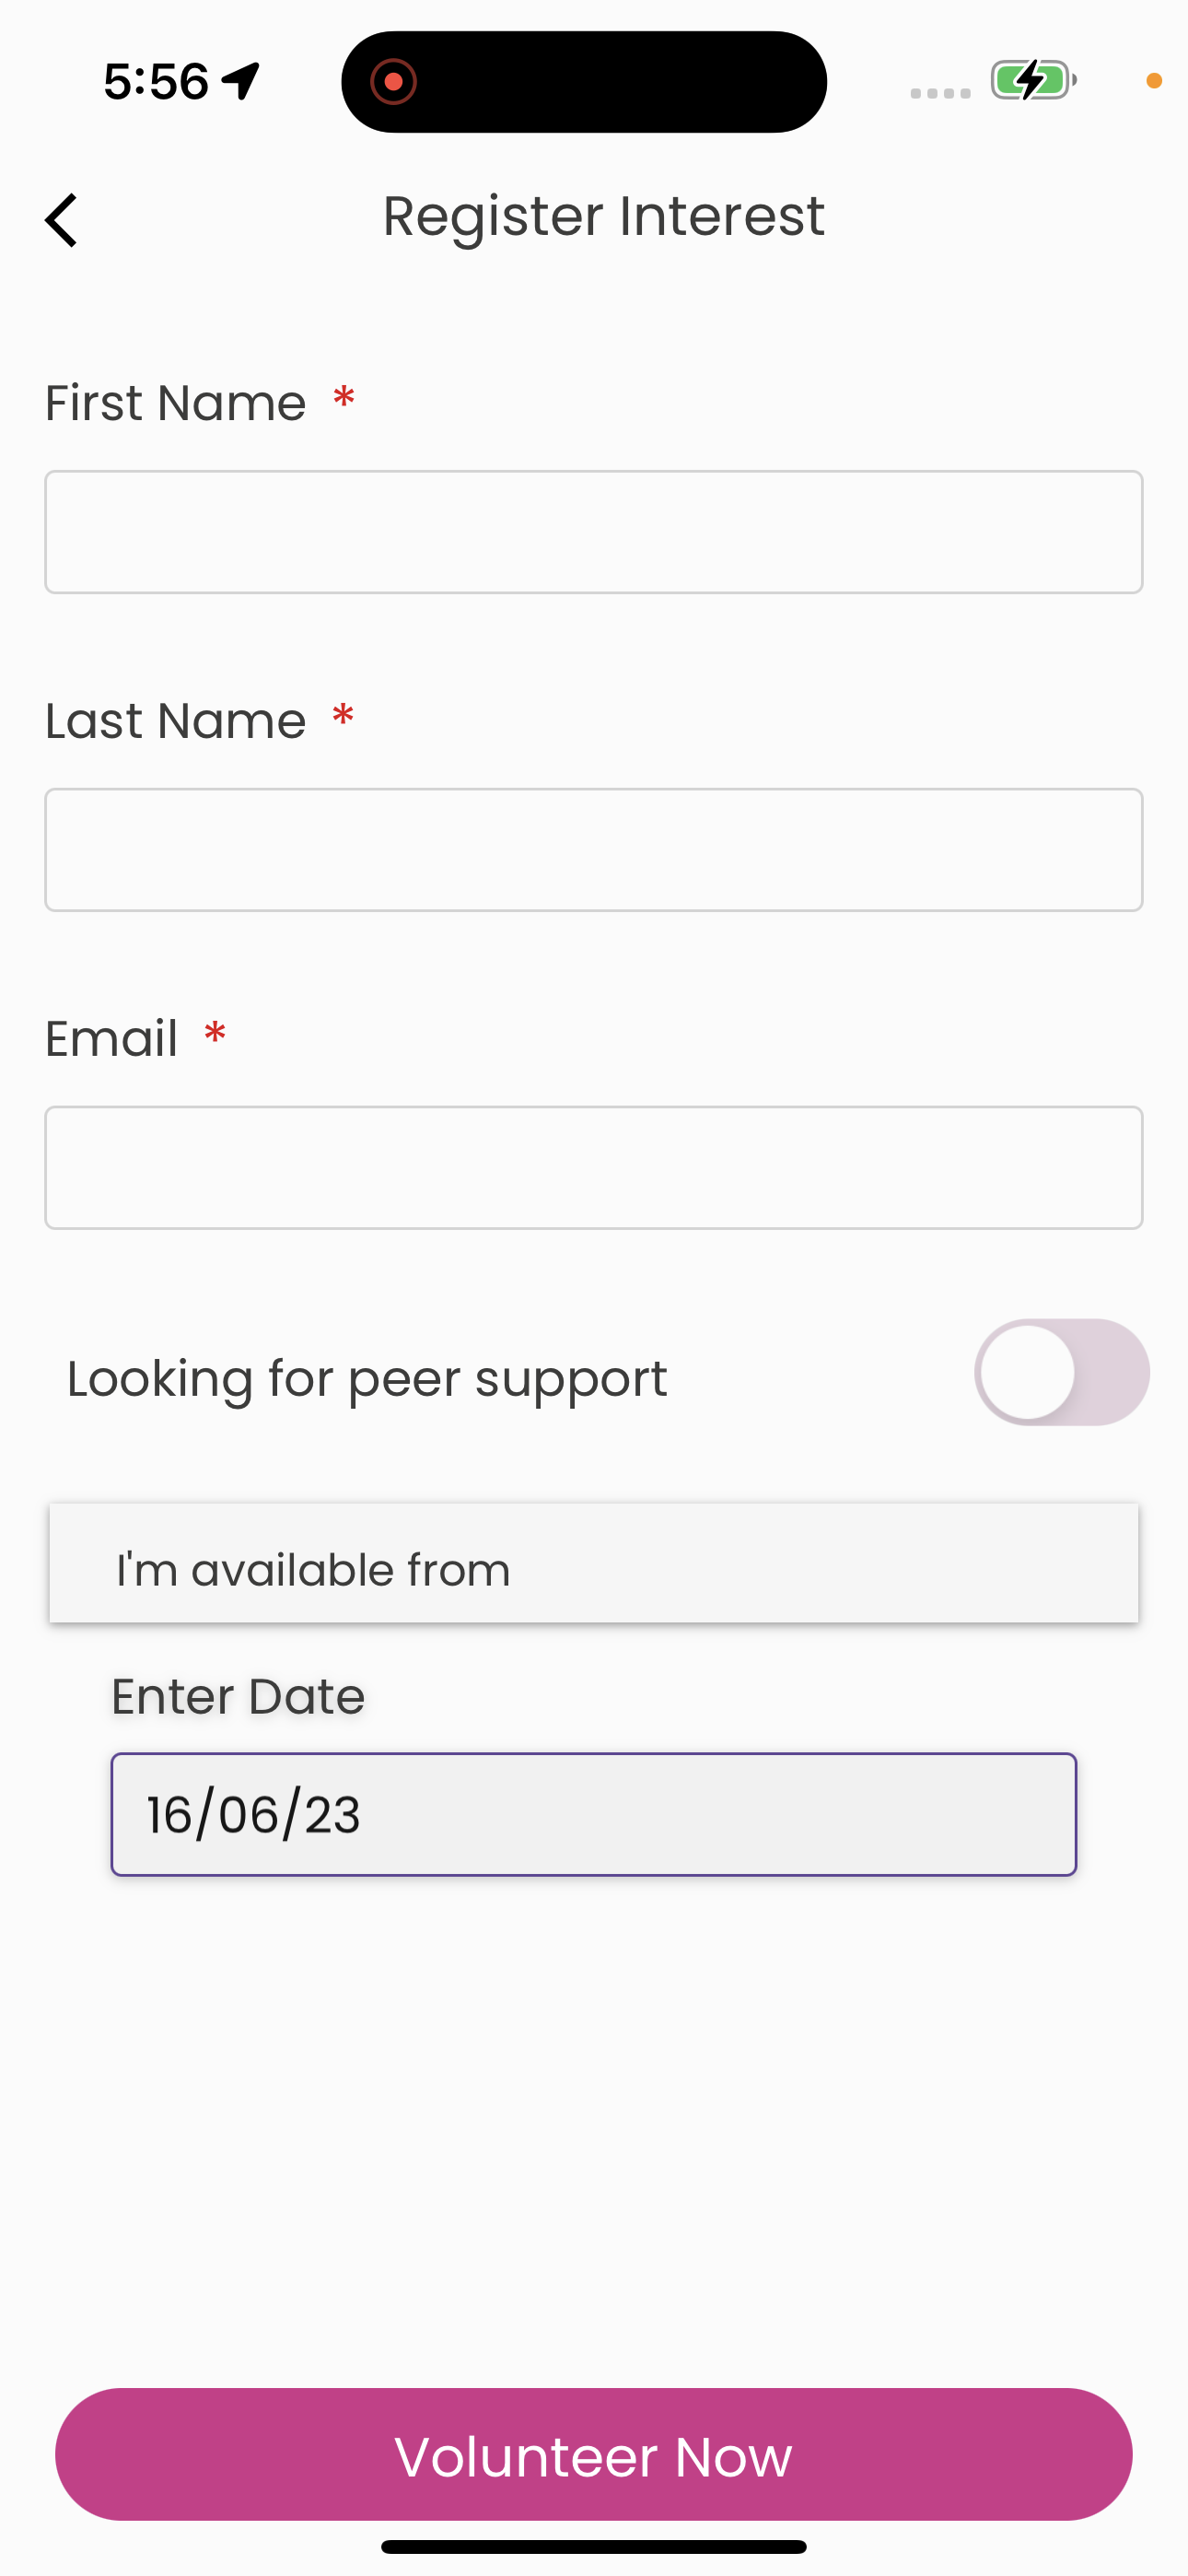 5:56
Register Interest
First Name *
Last Name *
Email *
Looking for peer support
I'm available from
Enter Date
16/06/23
Volunteer Now